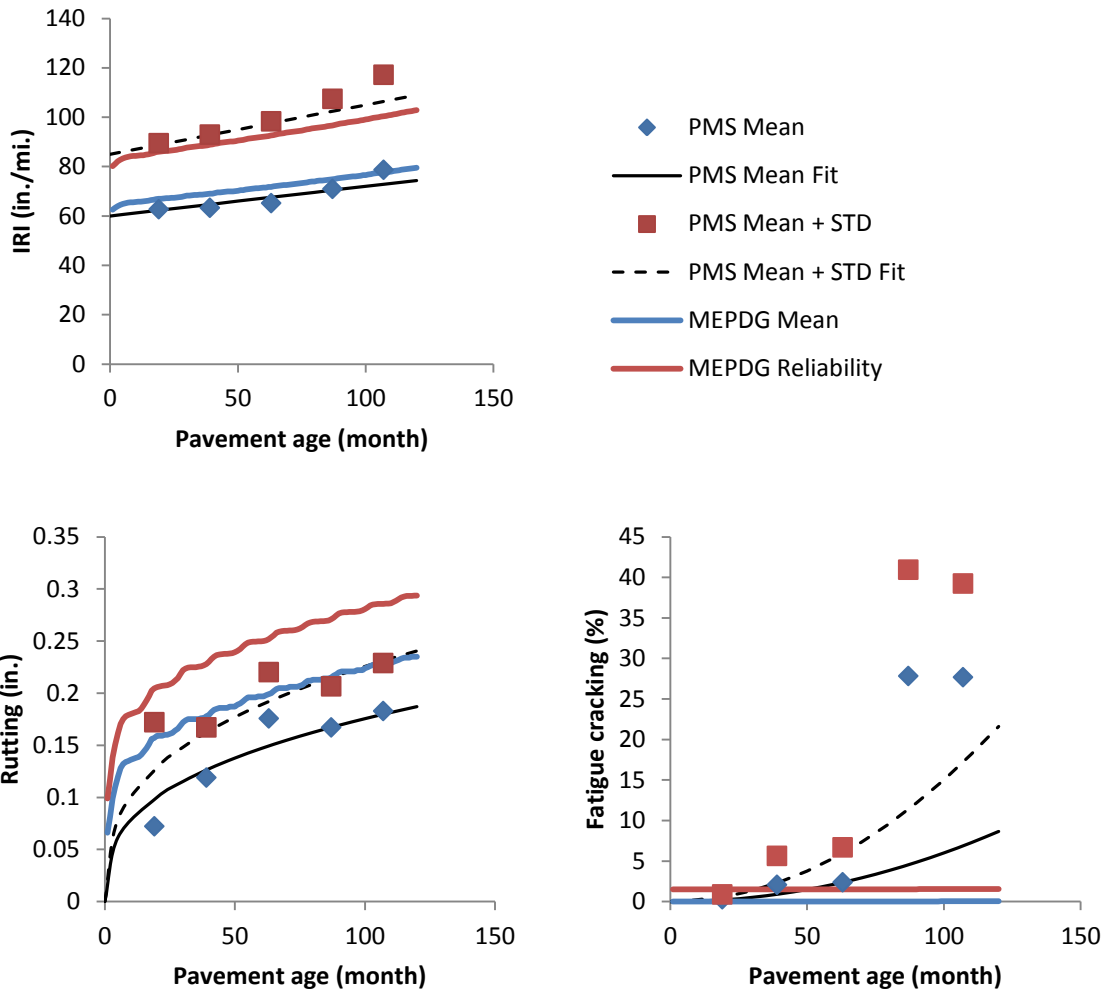 140
120
100
80
60
40
20
0
IRI (in./mi.)
0 50 100 150
Pavement age (month)
PMS Mean
PMS Mean Fit
PMS Mean + STD
PMS Mean + STD Fit
MEPDG Mean
MEPDG Reliability
0.35
0.3
0.25
0.2
0.15
0.1
0.05
0
Rutting (in.)
0 50 100 150
Pavement age (month)
45
40
35
30
25
20
15
10
5
0
Fatigue cracking (%)
0 50 100 150
Pavement age (month)